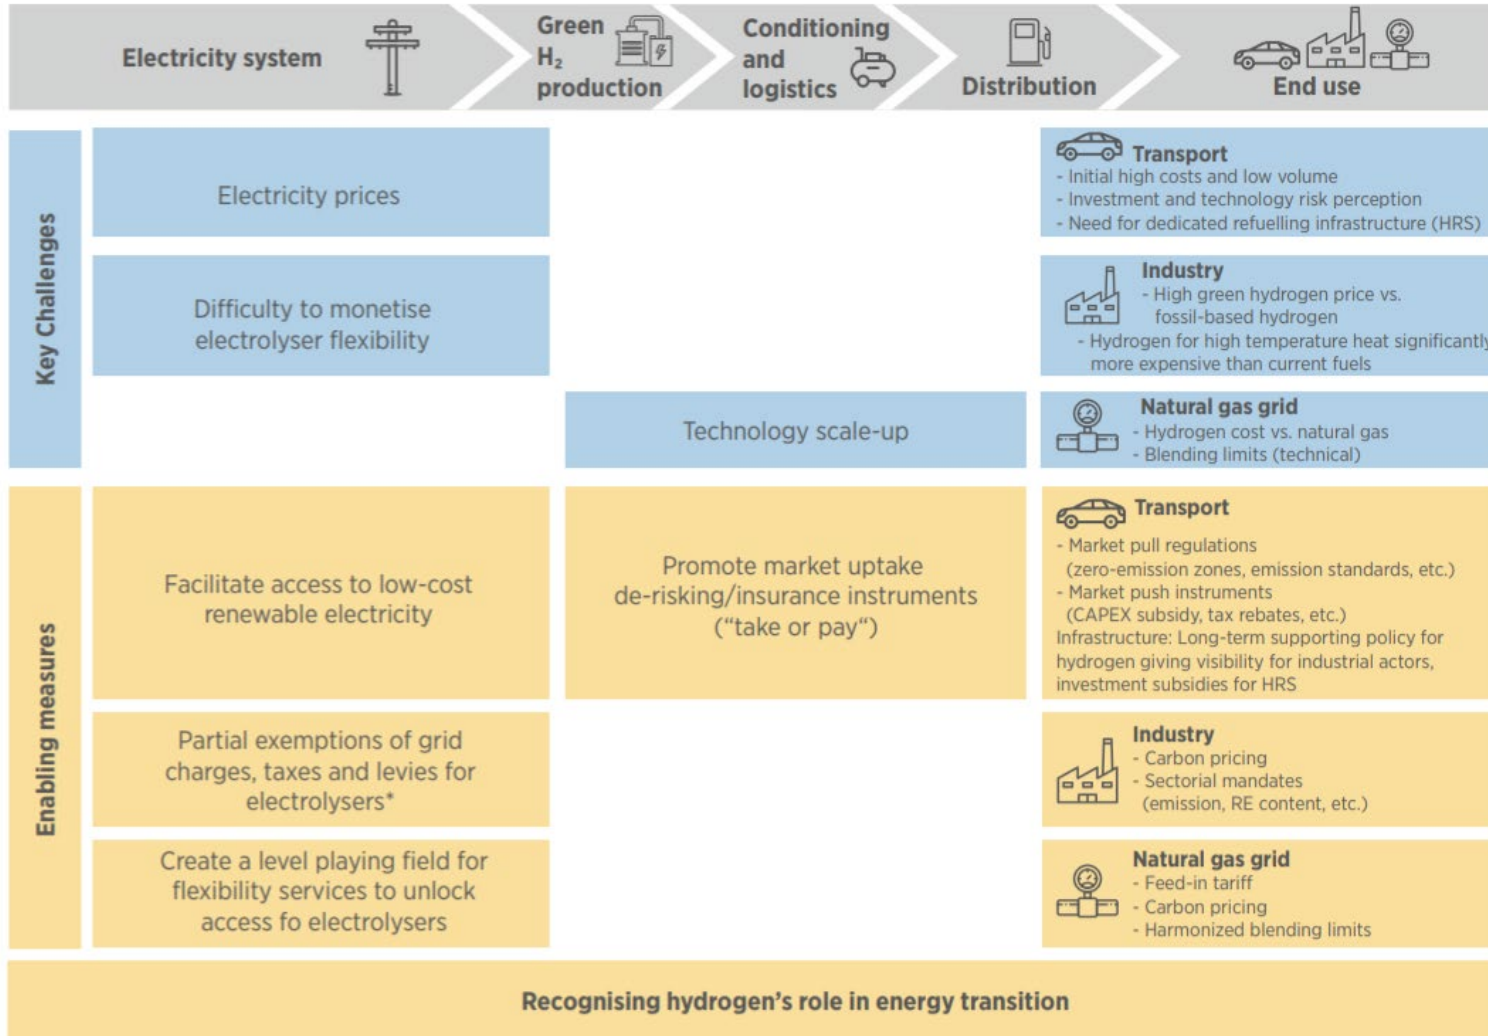 Electricity system
Green
H₂
production
Conditioning
and
logistics
Distribution
End use
Key Challenges
Electricity prices
Transport
- Initial high costs and low volume
- Investment and technology risk perception
- Need for dedicated refuelling infrastructure (HRS)
Difficulty to monetise
electrolyser flexibility
Industry
- High green hydrogen price vs.
fossil-based hydrogen
- Hydrogen for high temperature heat significantly
more expensive than current fuels
Technology scale-up
Natural gas grid
- Hydrogen cost vs. natural gas
- Blending limits (technical)
Enabling measures
Facilitate access to low-cost
renewable electricity
Promote market uptake
de-risking/insurance instruments
("take or pay")
Transport
- Market pull regulations
(zero-emission zones, emission standards, etc.)
- Market push instruments
(CAPEX subsidy, tax rebates, etc.)
Infrastructure: Long-term supporting policy for
hydrogen giving visibility for industrial actors,
investment subsidies for HRS
Partial exemptions of grid
charges, taxes and levies for
electrolysers*
Industry
- Carbon pricing
- Sectorial mandates
(emission, RE content, etc.)
Create a level playing field for
flexibility services to unlock
access fo electrolysers
Natural gas grid
- Feed-in tariff
- Carbon pricing
- Harmonized blending limits
Recognising hydrogen's role in energy transition